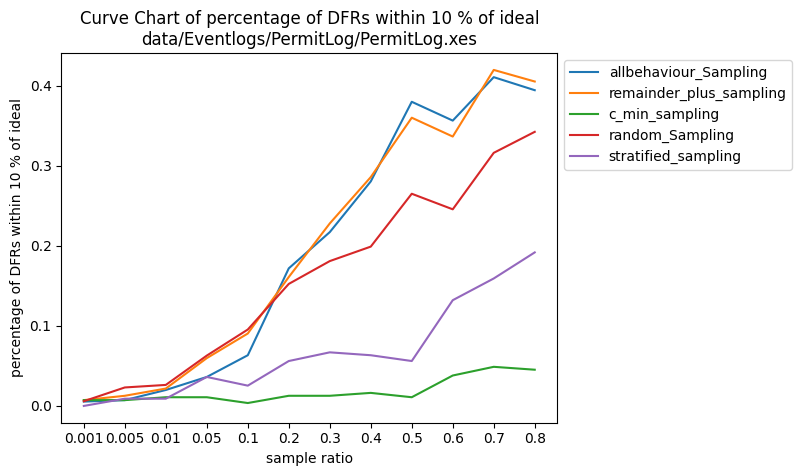 Curve Chart of percentage of DFRs within 10 % of ideal
data/Eventlogs/PermitLog/PermitLog.xes
percentage of DFRs within 10 % of ideal
0.4
0.3
0.2
0.1
0.0
0.001 0.005 0.01 0.05 0.1 0.2 0.3 0.4 0.5 0.6 0.7 0.8
sample ratio
allbehaviour_Sampling
remainder_plus_sampling
c_min_sampling
random_Sampling
stratified_sampling